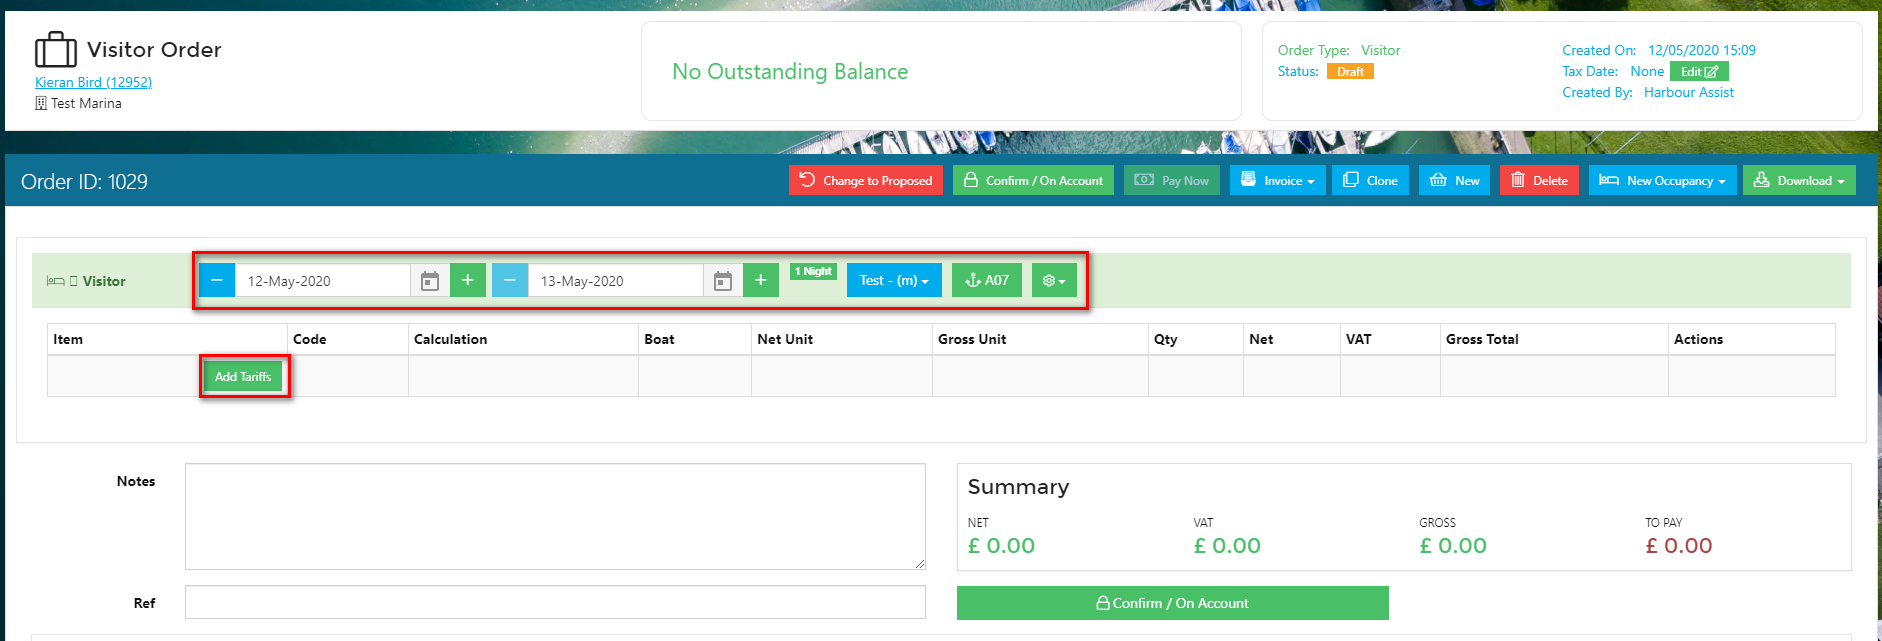 Visitor Order
Kieran Bird (12952)
Test Marina
No Outstanding Balance
Order Type: Visitor
Status: Draft
Created On: 12/05/2020 15:09
Tax Date: None Edit
Created By: Harbour Assist
Order ID: 1029
Change to Proposed
Confirm / On Account
Pay Now
Invoice
Clone
New
Delete
New Occupancy
Download
Visitor
12-May-2020
13-May-2020
1 Night
Test - (m)
A07
Item Code Calculation Boat Net Unit Gross Unit Qty Net VAT Gross Total Actions
Add Tariffs
Notes
Ref
Summary
NET VAT GROSS TO PAY
£ 0.00 £ 0.00 £ 0.00 £ 0.00
Confirm / On Account